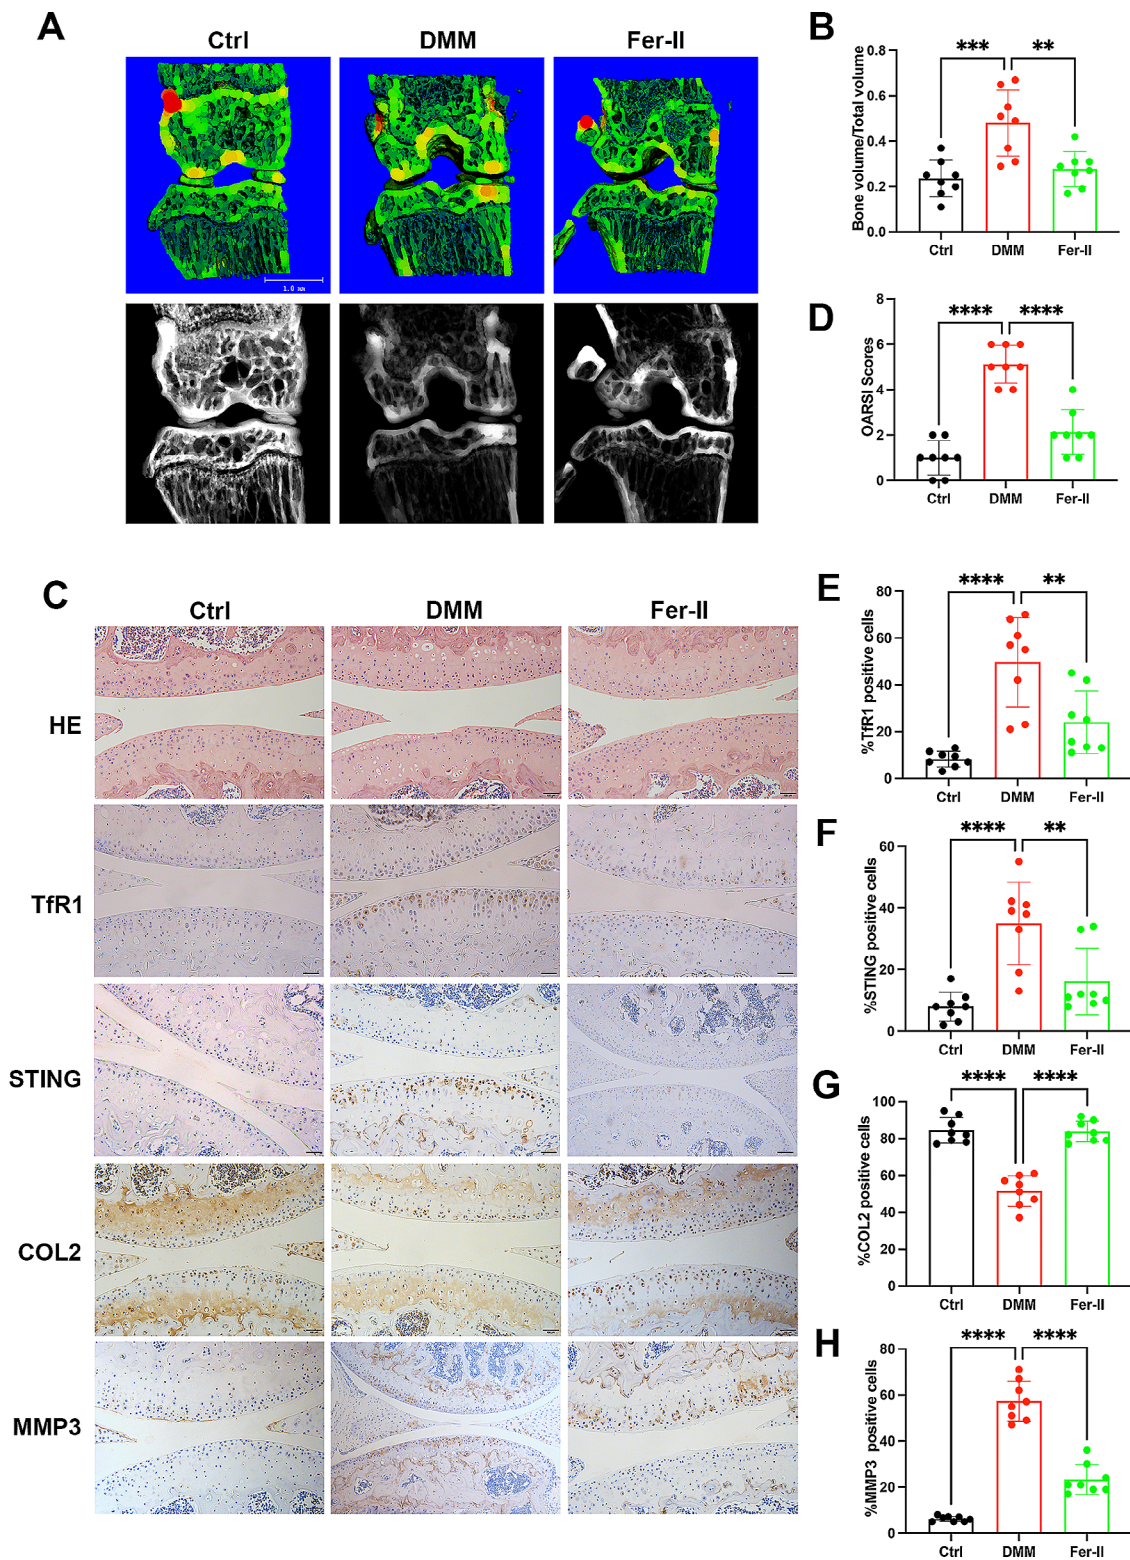 A
Ctrl
DMM
Fer-II
1.0 mm
B
Bone volume/Total volume
0.8
0.6
0.4
0.2
0.0
***
**
Ctrl
DMM
Fer-II
D
OARSI Scores
8
6
4
2
0
****
****
Ctrl
DMM
Fer-II
C
Ctrl
DMM
Fer-II
HE
TfR1
STING
COL2
MMP3
E
%TfR1 positive cells
80
60
40
20
0
****
**
Ctrl
DMM
Fer-II
F
%STING positive cells
60
40
20
0
****
**
Ctrl
DMM
Fer-II
G
%COL2 positive cells
100
80
60
40
20
0
****
****
Ctrl
DMM
Fer-II
H
%MMP3 positive cells
80
60
40
20
0
****
****
Ctrl
DMM
Fer-II